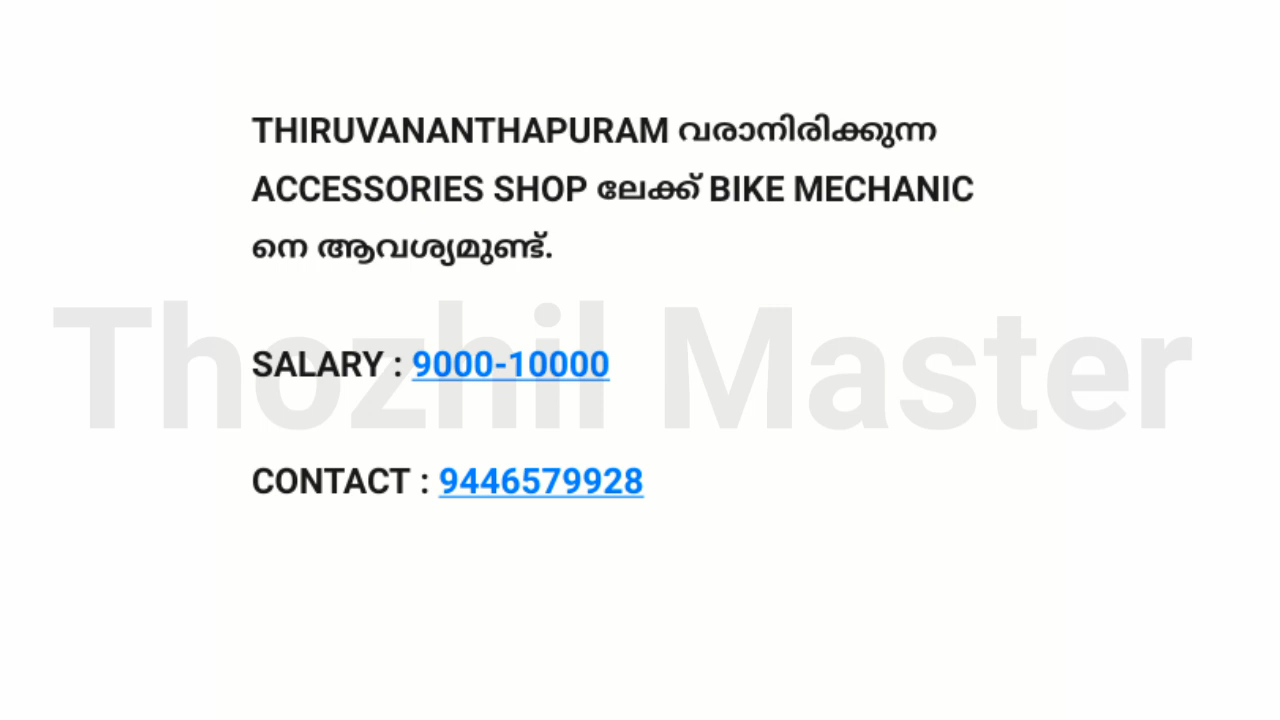 THIRUVANANTHAPURAM വരാനിരിക്കുന്ന
ACCESSORIES SHOP ലേക്ക് BIKE MECHANIC
നെ ആവശ്യമുണ്ട്.
Thozhil Master
SALARY : 9000-10000
CONTACT : 9446579928